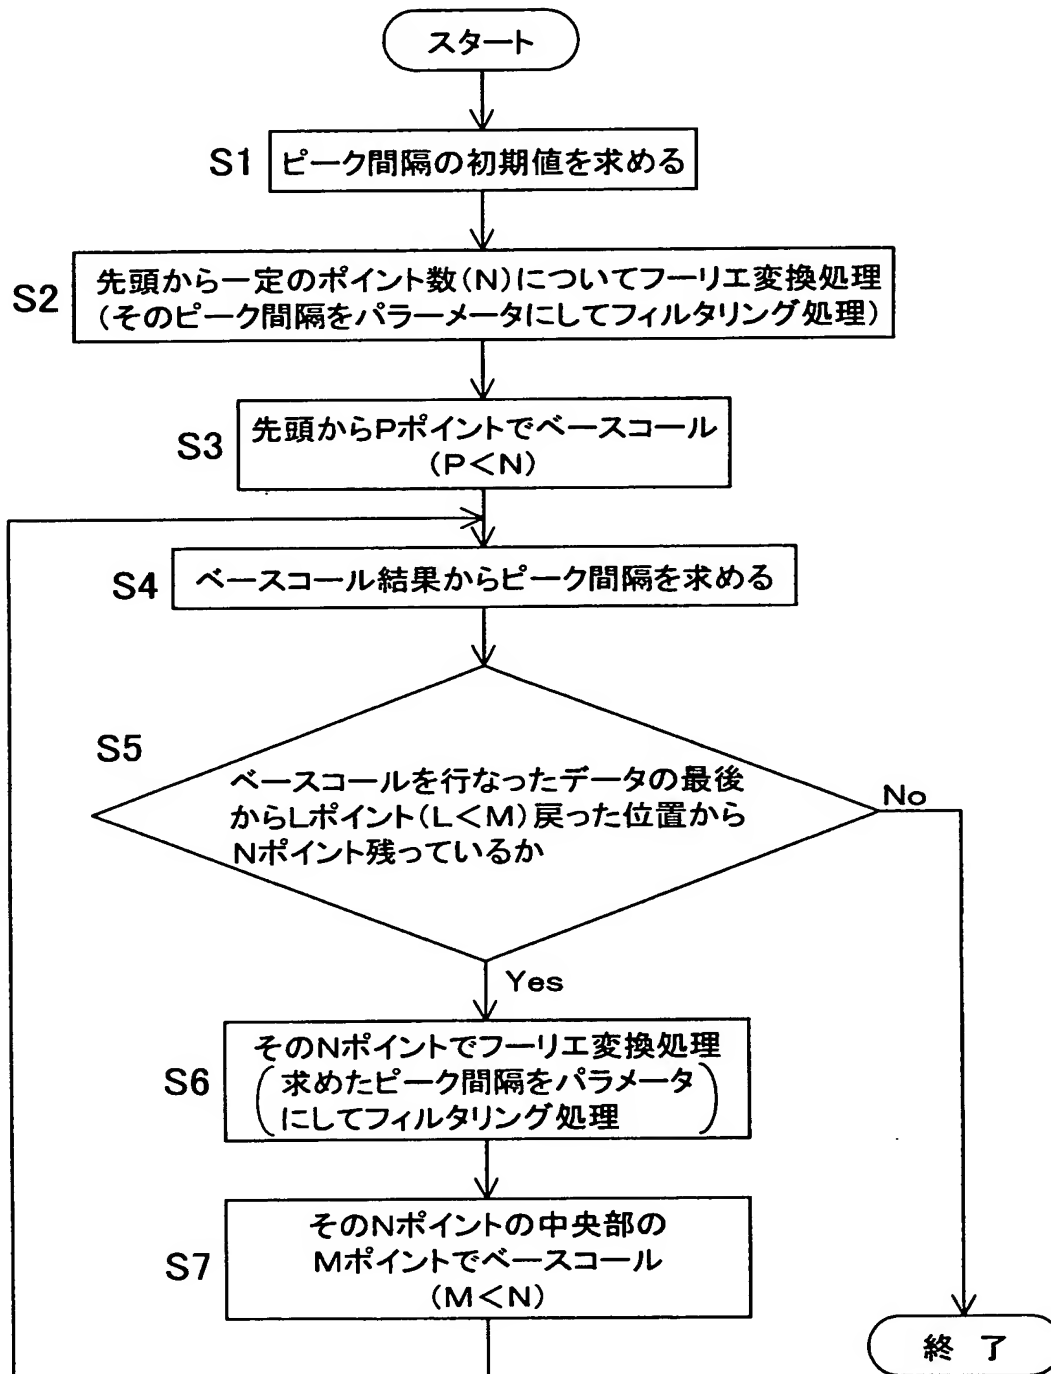 スタート
S1
ピーク間隔の初期値を求める
S2
先頭から一定のポイント数(N)についてフーリエ変換処理
(そのピーク間隔をパラーメータにしてフィルタリング処理)
S3
先頭からPポイントでベースコール
(P<N)
S4
ベースコール結果からピーク間隔を求める
S5
ベースコールを行なったデータの最後
からLポイント(L<M)戻った位置から
Nポイント残っているか
No
Yes
S6
そのNポイントでフーリエ変換処理
(求めたピーク間隔をパラメータ
にしてフィルタリング処理)
S7
そのNポイントの中央部の
Mポイントでベースコール
(M<N)
終 了